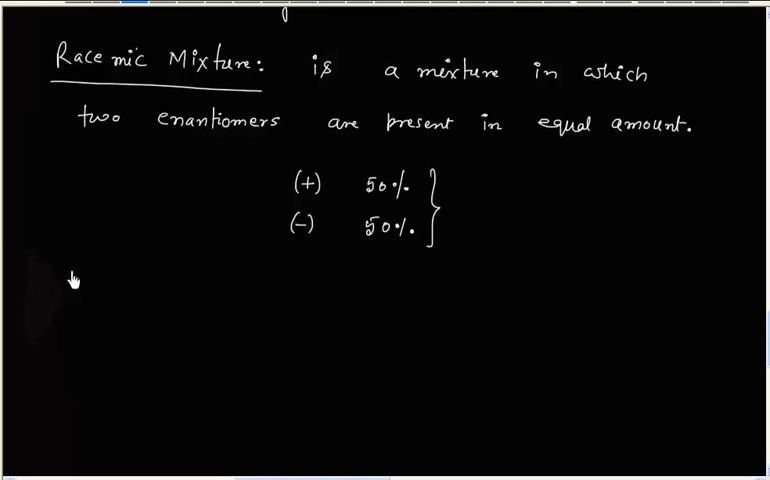 Racemic Mixture: is a mixture in which
two enantiomers are present in equal amount.
(+) 50%
(-) 50%